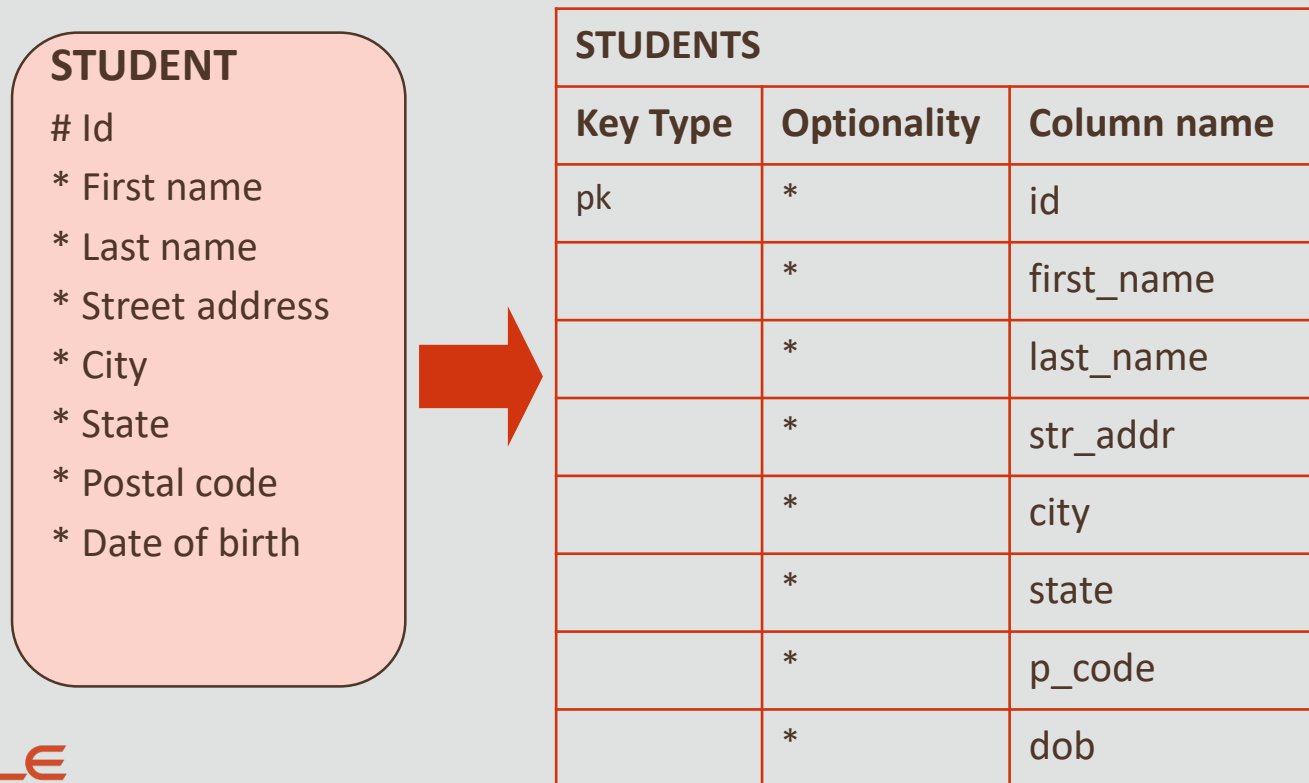 STUDENT
# Id
* First name
* Last name
* Street address
* City
* State
* Postal code
* Date of birth
STUDENTS
Key Type Optionality Column name
pk * id
* first_name
* last_name
* str_addr
* city
* state
* p_code
* dob
LE